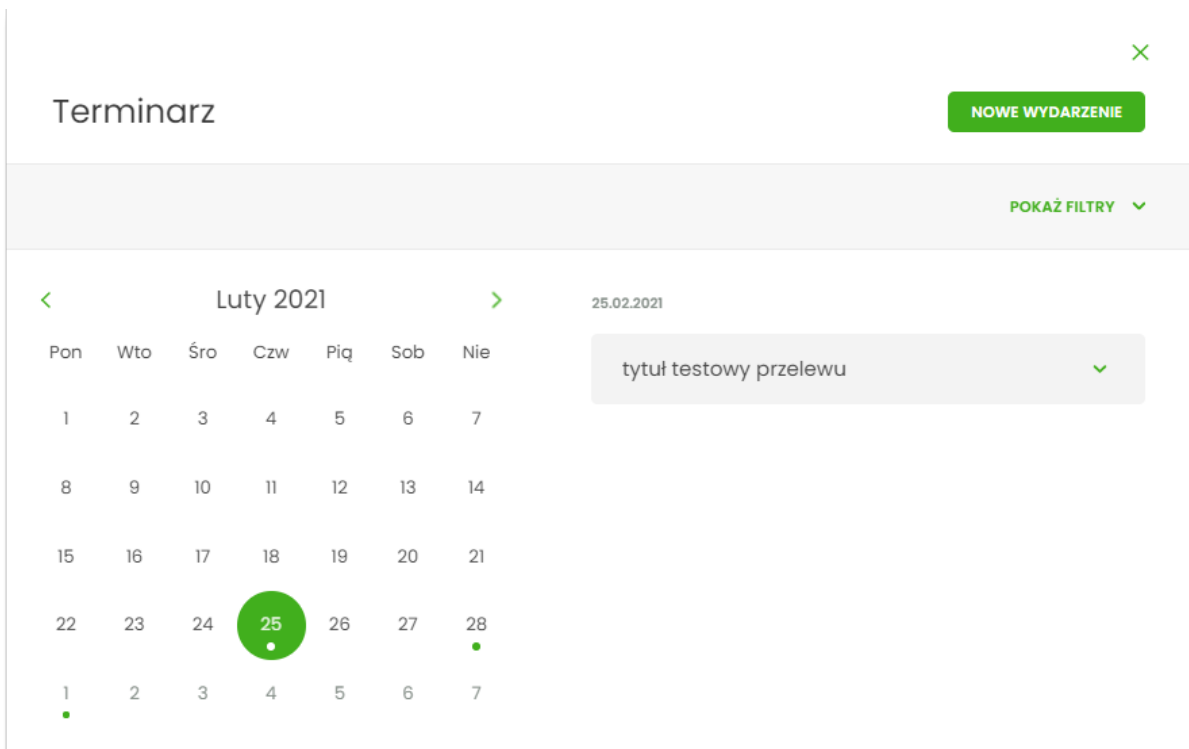 Terminarz
NOWE WYDARZENIE
POKAŻ FILTRY
Luty 2021
Pon Wto Śro Czw Pią Sob Nie
1 2 3 4 5 6 7
8 9 10 11 12 13 14
15 16 17 18 19 20 21
22 23 24 25 26 27 28
1 2 3 4 5 6 7
25.02.2021
tytuł testowy przelewu